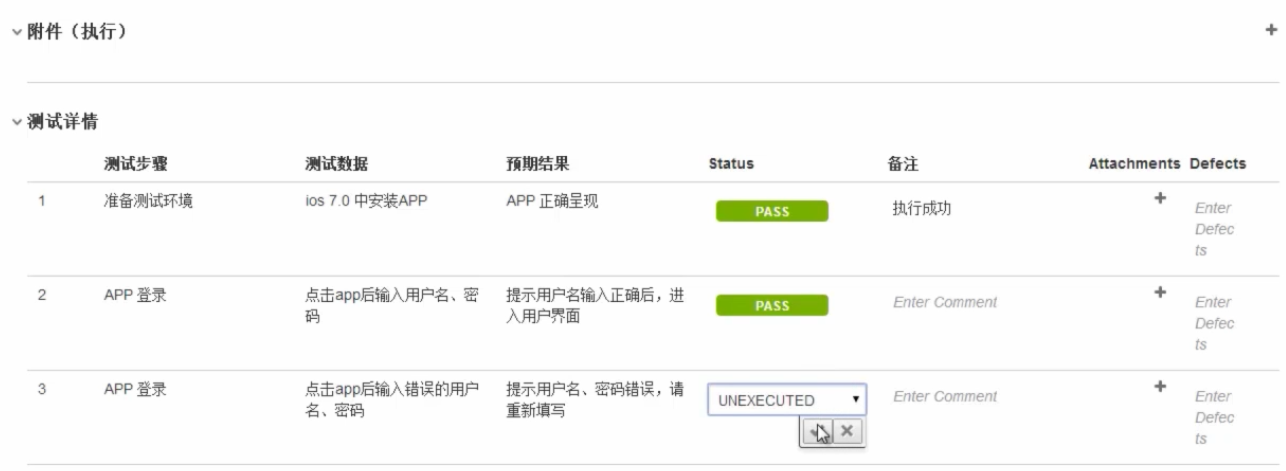 附件（执行）
测试详情
测试步骤 测试数据 预期结果 Status 备注 Attachments Defects
1 准备测试环境 ios 7.0 中安装APP APP 正确呈现 PASS 执行成功 Enter
Defec
ts
2 APP 登录 点击app后输入用户名、密 提示用户名输入正确后，进 PASS Enter Comment Enter
码 入用户界面 Defec
ts
3 APP 登录 点击app后输入错误的用户 提示用户名、密码错误，请 UNEXECUTED Enter Comment Enter
名、密码 重新填写 Defec
ts